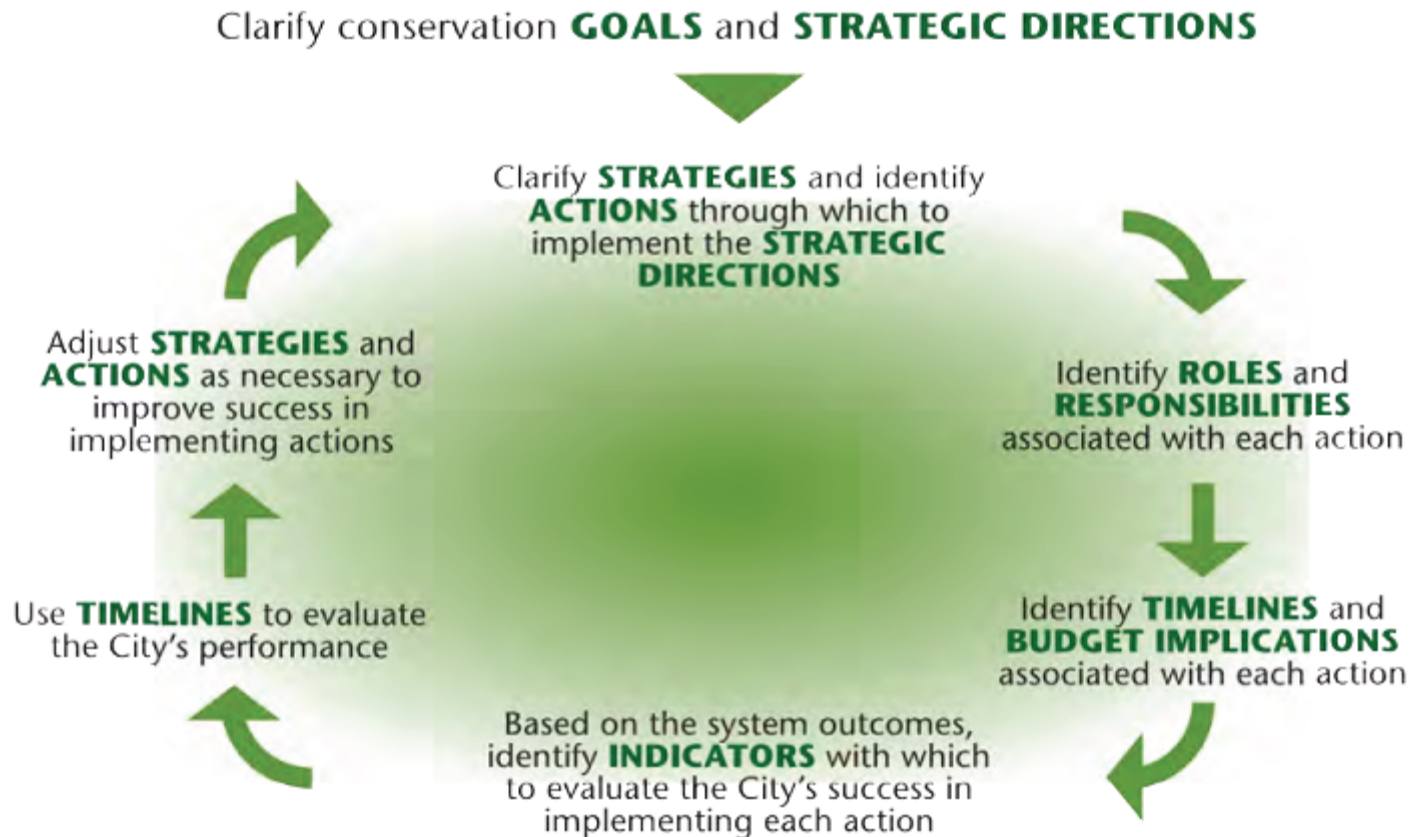 Clarify conservation GOALS and STRATEGIC DIRECTIONS
Clarify STRATEGIES and identify
ACTIONS through which to
implement the STRATEGIC
DIRECTIONS
Identify ROLES and
RESPONSIBILITIES
associated with each action
Identify TIMELINES and
BUDGET IMPLICATIONS
associated with each action
Based on the system outcomes,
identify INDICATORS with which
to evaluate the City's success in
implementing each action
Use TIMELINES to evaluate
the City's performance
Adjust STRATEGIES and
ACTIONS as necessary to
improve success in
implementing actions